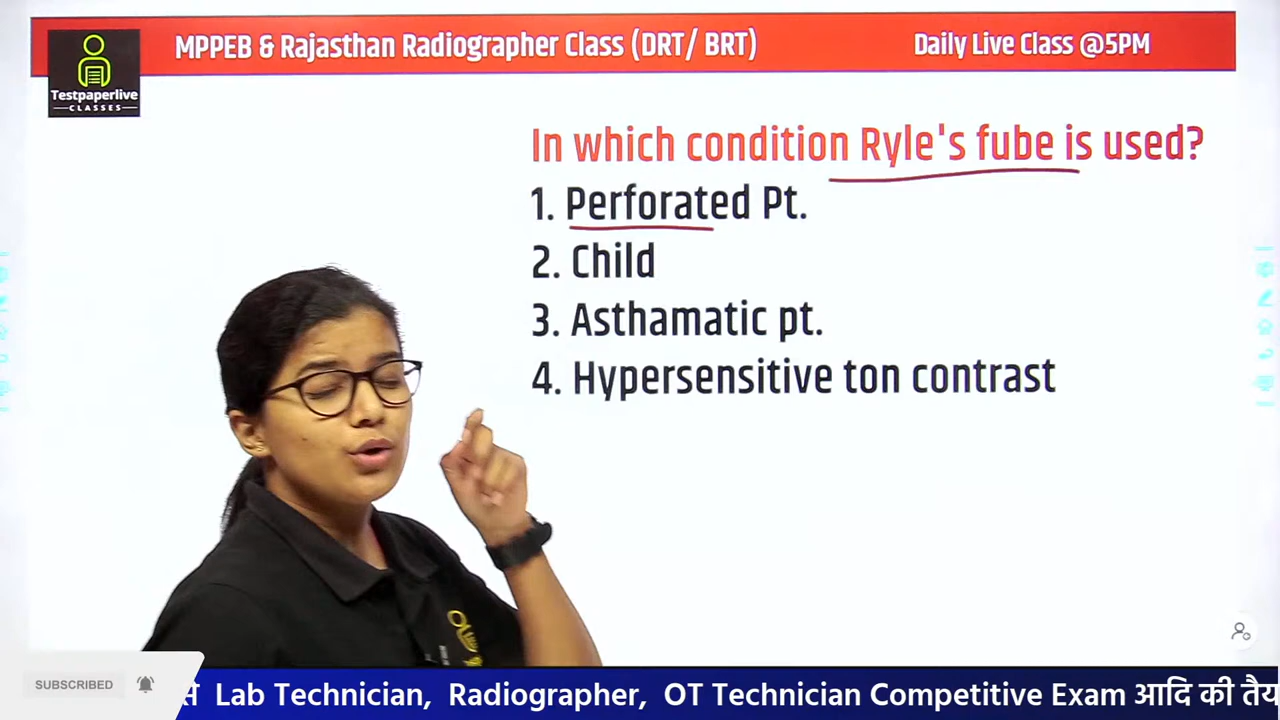 MPPEB & Rajasthan Radiographer Class (DRT/ BRT)
Daily Live Class @5PM
Testpaperlive
CLASSES
In which condition Ryle's fube is used?
1. Perforated Pt.
2. Child
3. Asthamatic pt.
4. Hypersensitive ton contrast
SUBSCRIBED
Lab Technician, Radiographer, OT Technician Competitive Exam आदि की